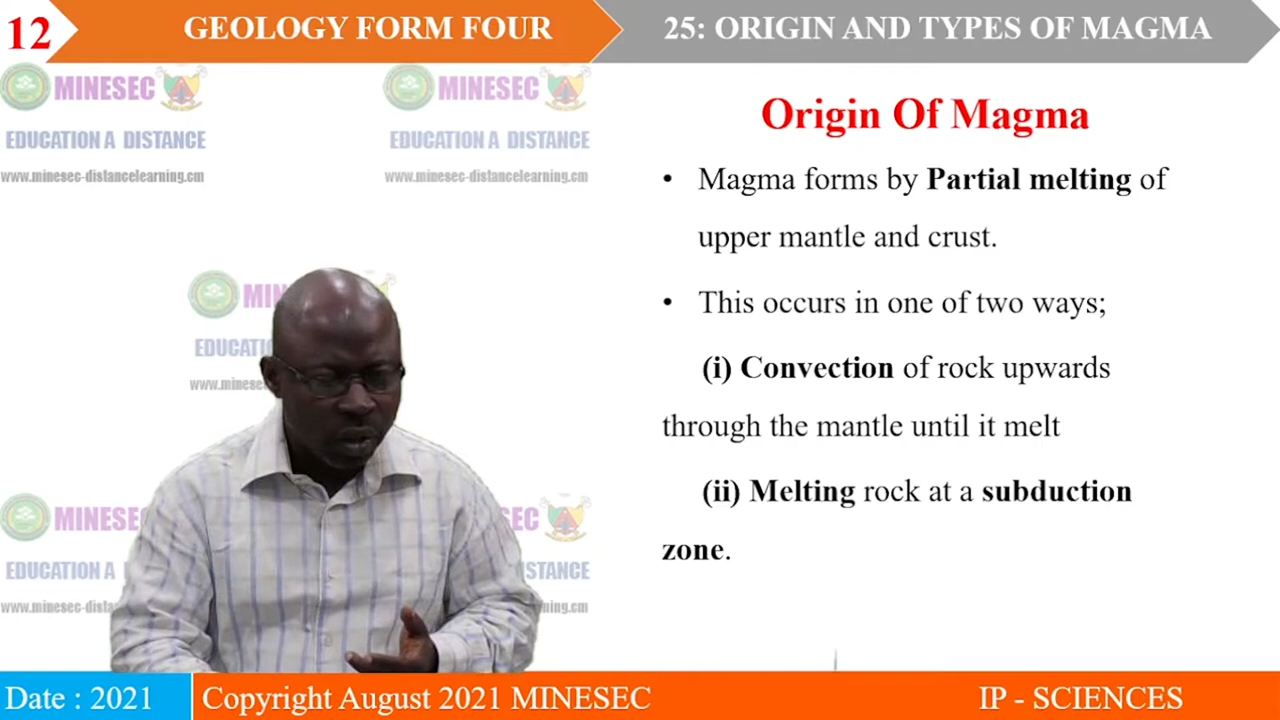 12
GEOLOGY FORM FOUR
25: ORIGIN AND TYPES OF MAGMA
MINESEC
EDUCATION A DISTANCE
www.minesec-distancelearning.cm
MINESEC
EDUCATION A DISTANCE
www.minesec-distancelearning.cm
Origin Of Magma
• Magma forms by Partial melting of
upper mantle and crust.
• This occurs in one of two ways;
(i) Convection of rock upwards
through the mantle until it melt
(ii) Melting rock at a subduction
zone.
MINESEC
EDUCATION A
Date : 2021
Copyright August 2021 MINESEC
IP - SCIENCES